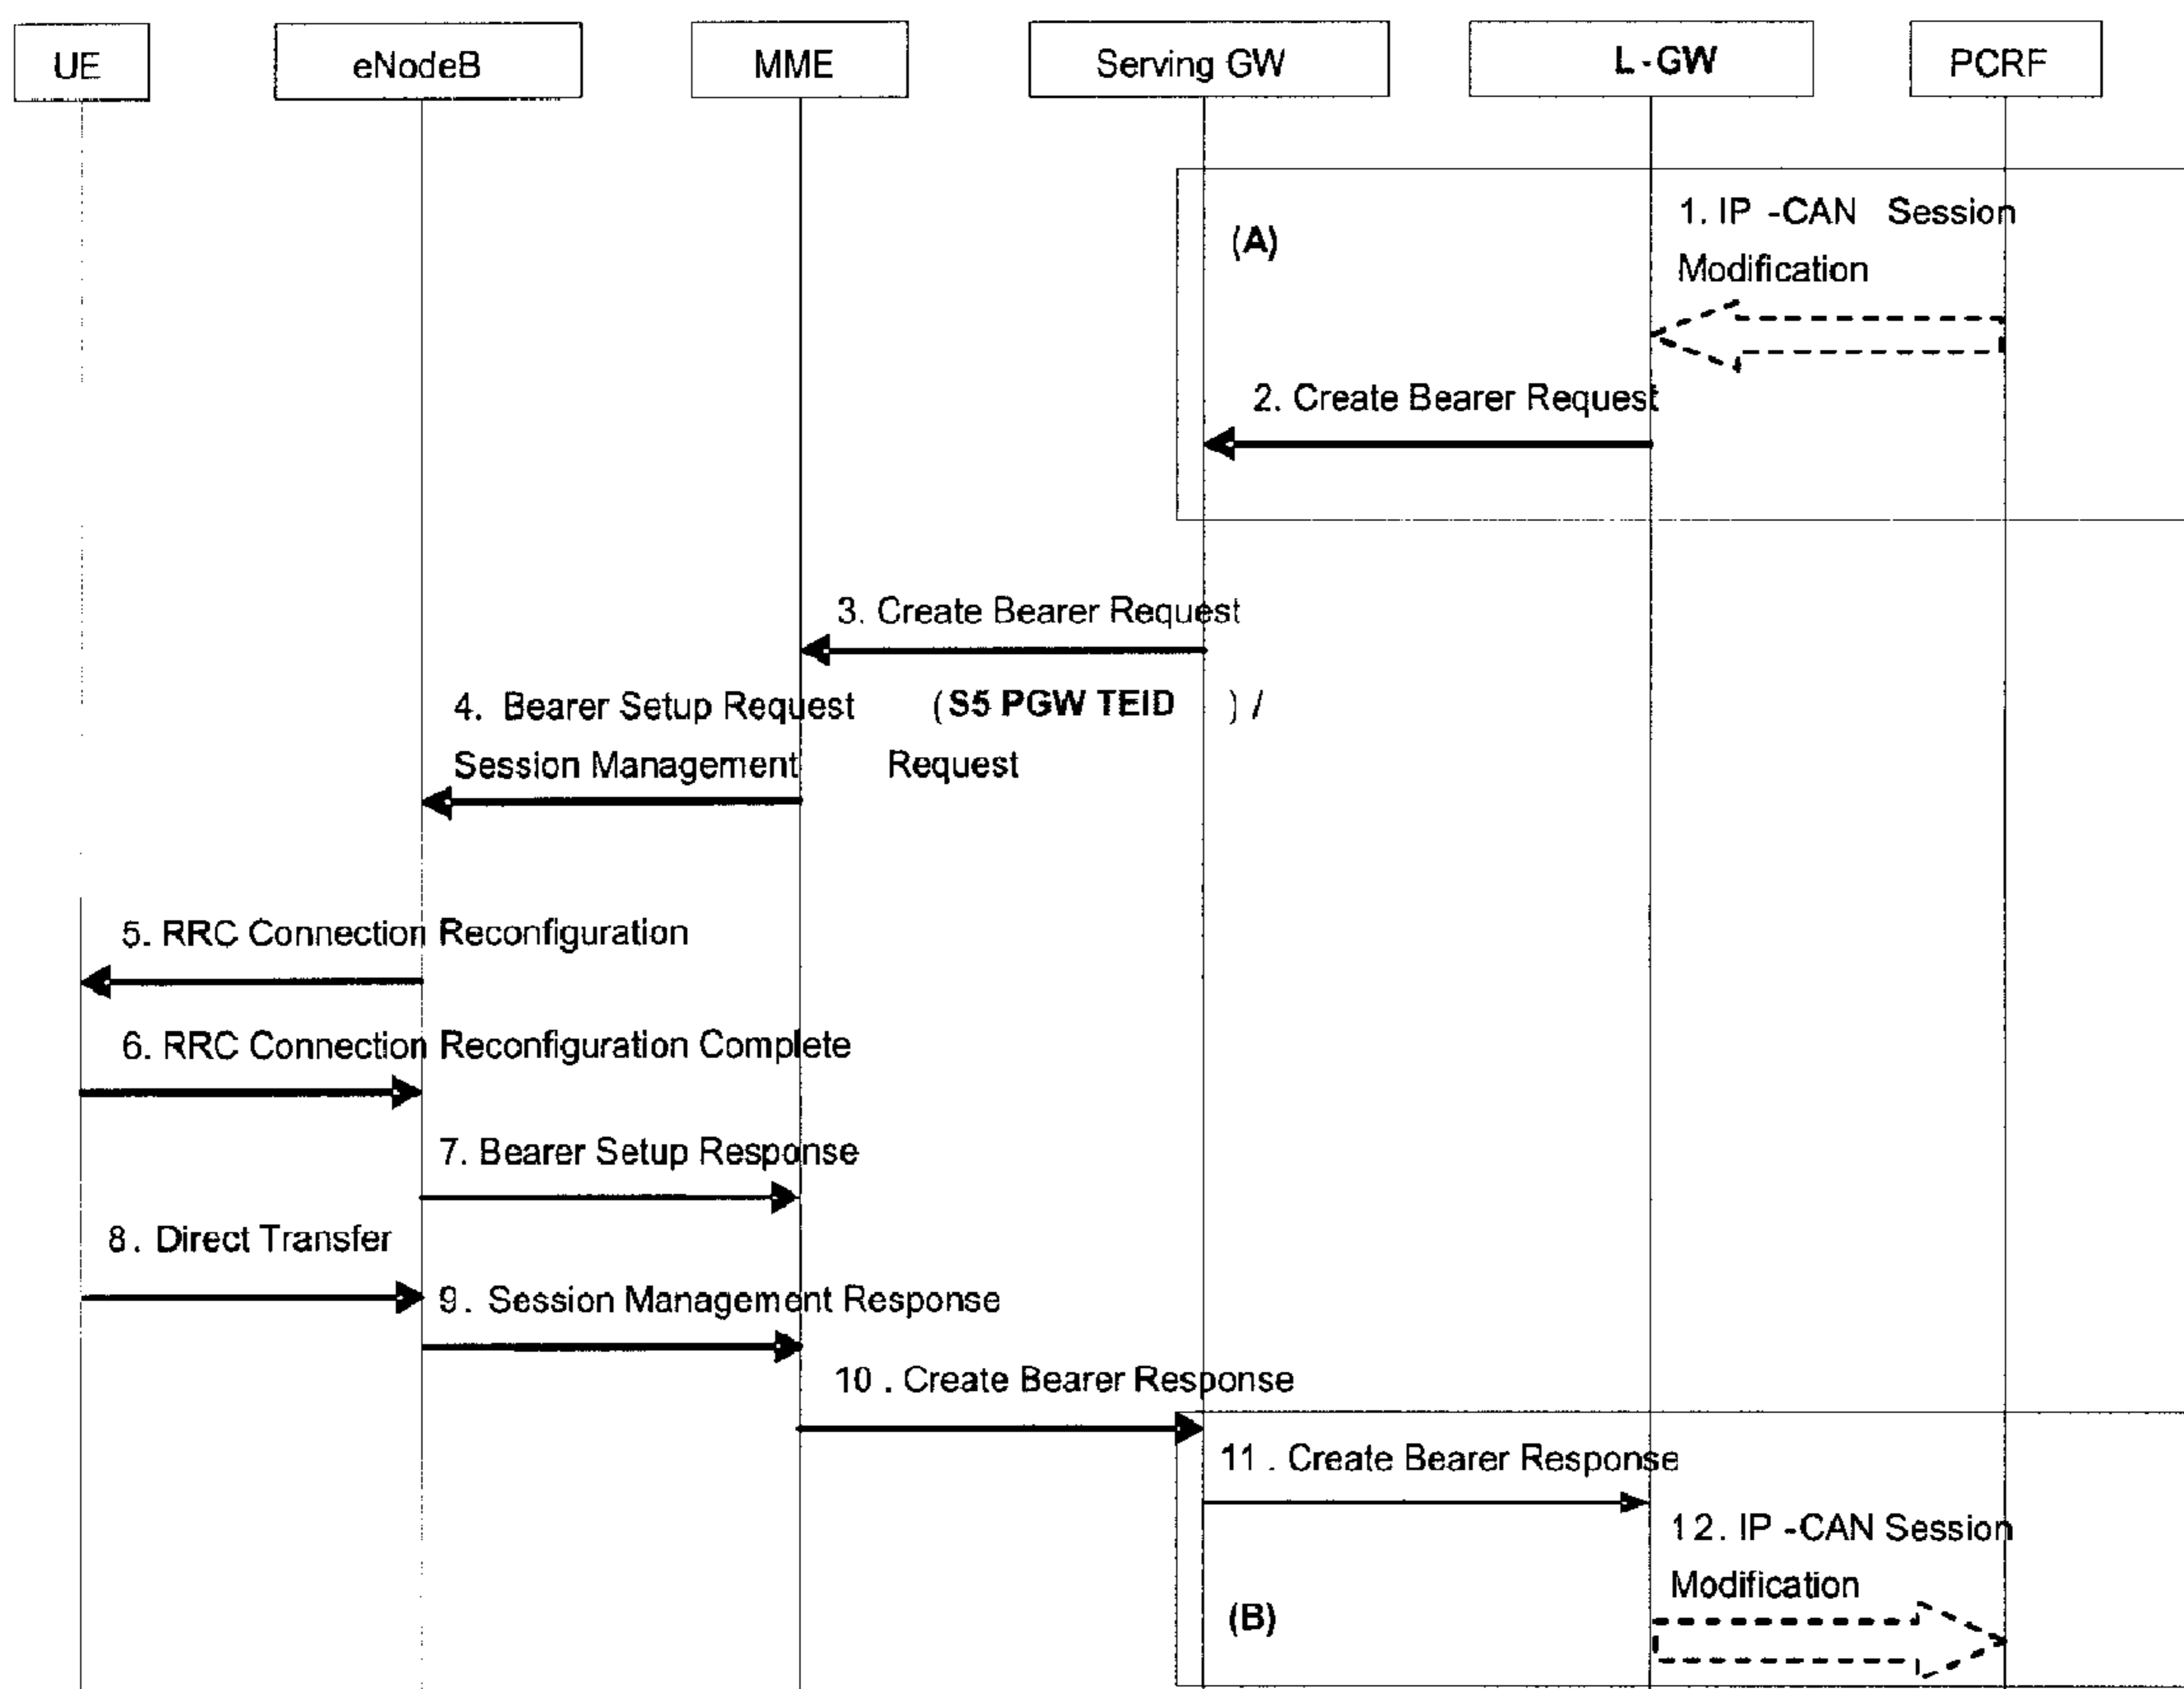 UE
eNodeB
MME
Serving GW
L-GW
PCRF
(A)
1. IP -CAN Session
Modification
2. Create Bearer Request
3. Create Bearer Request
4. Bearer Setup Request (S5 PGW TEID ) /
Session Management Request
5. RRC Connection Reconfiguration
6. RRC Connection Reconfiguration Complete
7. Bearer Setup Response
8. Direct Transfer
9. Session Management Response
10 . Create Bearer Response
11 . Create Bearer Response
12. IP -CAN Session
Modification
(B)